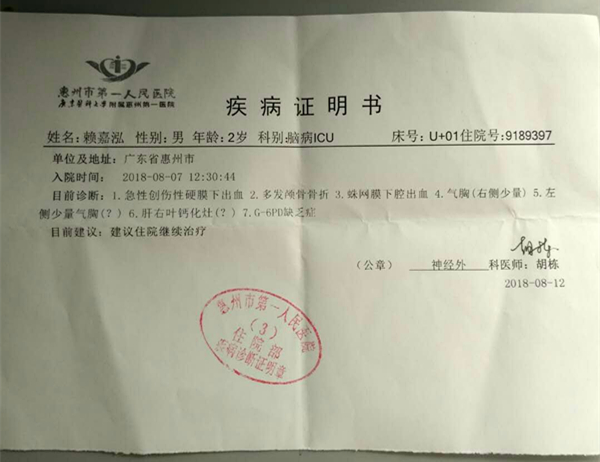 惠州市第一人民医院
广东医科大学附属惠州第一医院
疾病证明书
姓名: 赖嘉泓 性别: 男 年龄: 2岁 科别:脑病ICU 床号: U+01住院号:9189397
单位及地址: 广东省惠州市
入院时间: 2018-08-07 12:30:44
目前诊断: 1.急性创伤性硬膜下出血 2.多发颅骨骨折 3.蛛网膜下腔出血 4.气胸(右侧少量) 5.左
侧少量气胸(?) 6.肝右叶钙化灶(?) 7.G-6PD缺乏症
目前建议: 建议住院继续治疗
胡栋
(公章) 神经外 科医师: 胡栋
2018-08-12
惠州市第一人民医院
(3)
住院部
疾病诊断证明章